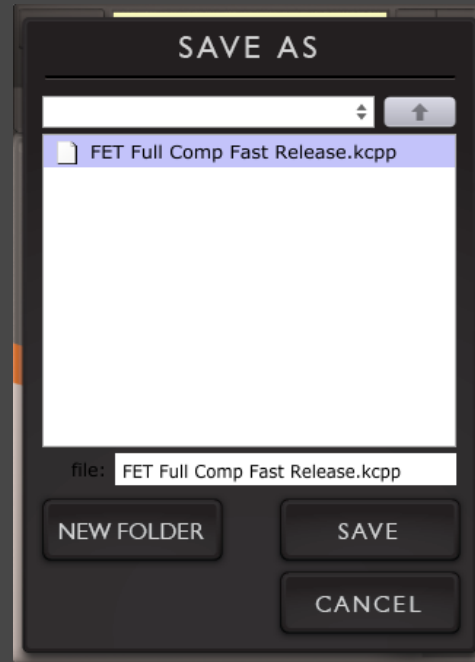 SAVE AS
FET Full Comp Fast Release.kcpp
file: FET Full Comp Fast Release.kcpp
NEW FOLDER
SAVE
CANCEL